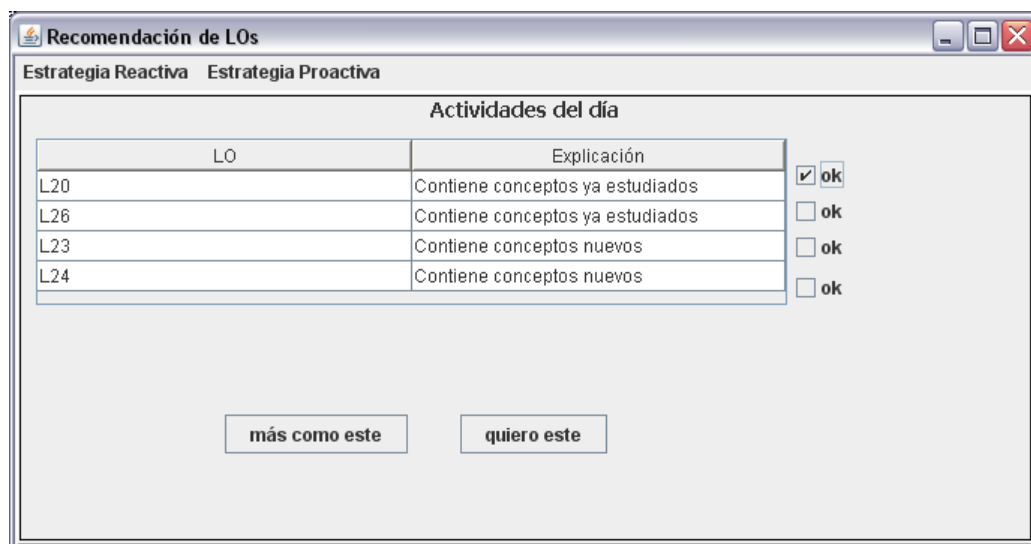 Recomendación de LOs
Estrategia Reactiva Estrategia Proactiva
Actividades del día
LO Explicación
L20 Contiene conceptos ya estudiados ok
L26 Contiene conceptos ya estudiados ok
L23 Contiene conceptos nuevos ok
L24 Contiene conceptos nuevos ok
más como este quiero este